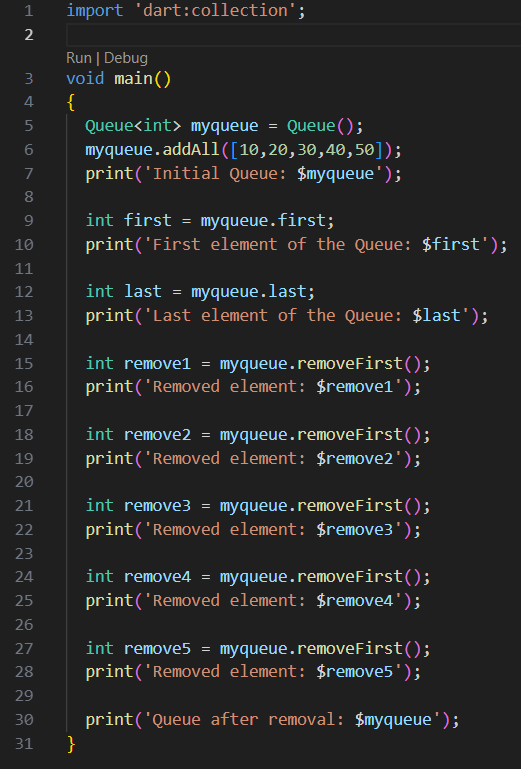 1 import 'dart:collection';
2
Run | Debug
3 void main()
4 {
5   Queue<int> myqueue = Queue();
6   myqueue.addAll([10,20,30,40,50]);
7   print('Initial Queue: $myqueue');
8
9   int first = myqueue.first;
10   print('First element of the Queue: $first');
11
12   int last = myqueue.last;
13   print('Last element of the Queue: $last');
14
15   int remove1 = myqueue.removeFirst();
16   print('Removed element: $remove1');
17
18   int remove2 = myqueue.removeFirst();
19   print('Removed element: $remove2');
20
21   int remove3 = myqueue.removeFirst();
22   print('Removed element: $remove3');
23
24   int remove4 = myqueue.removeFirst();
25   print('Removed element: $remove4');
26
27   int remove5 = myqueue.removeFirst();
28   print('Removed element: $remove5');
29
30   print('Queue after removal: $myqueue');
31 }